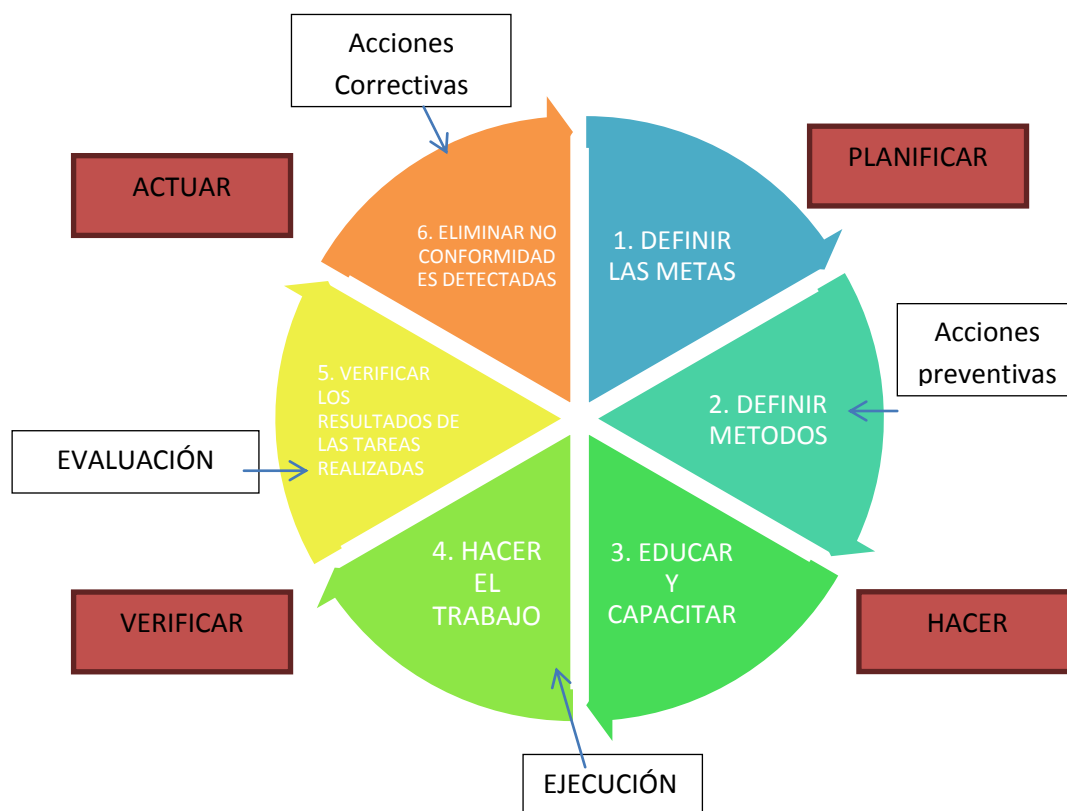 Acciones
Correctivas
PLANIFICAR
ACTUAR
6. ELIMINAR NO
CONFORMIDAD
ES DETECTADAS
1. DEFINIR
LAS METAS
Acciones
preventivas
2. DEFINIR
METODOS
5. VERIFICAR
LOS
RESULTADOS DE
LAS TAREAS
REALIZADAS
EVALUACIÓN
4. HACER
EL
TRABAJO
3. EDUCAR
Y
CAPACITAR
VERIFICAR
HACER
EJECUCIÓN